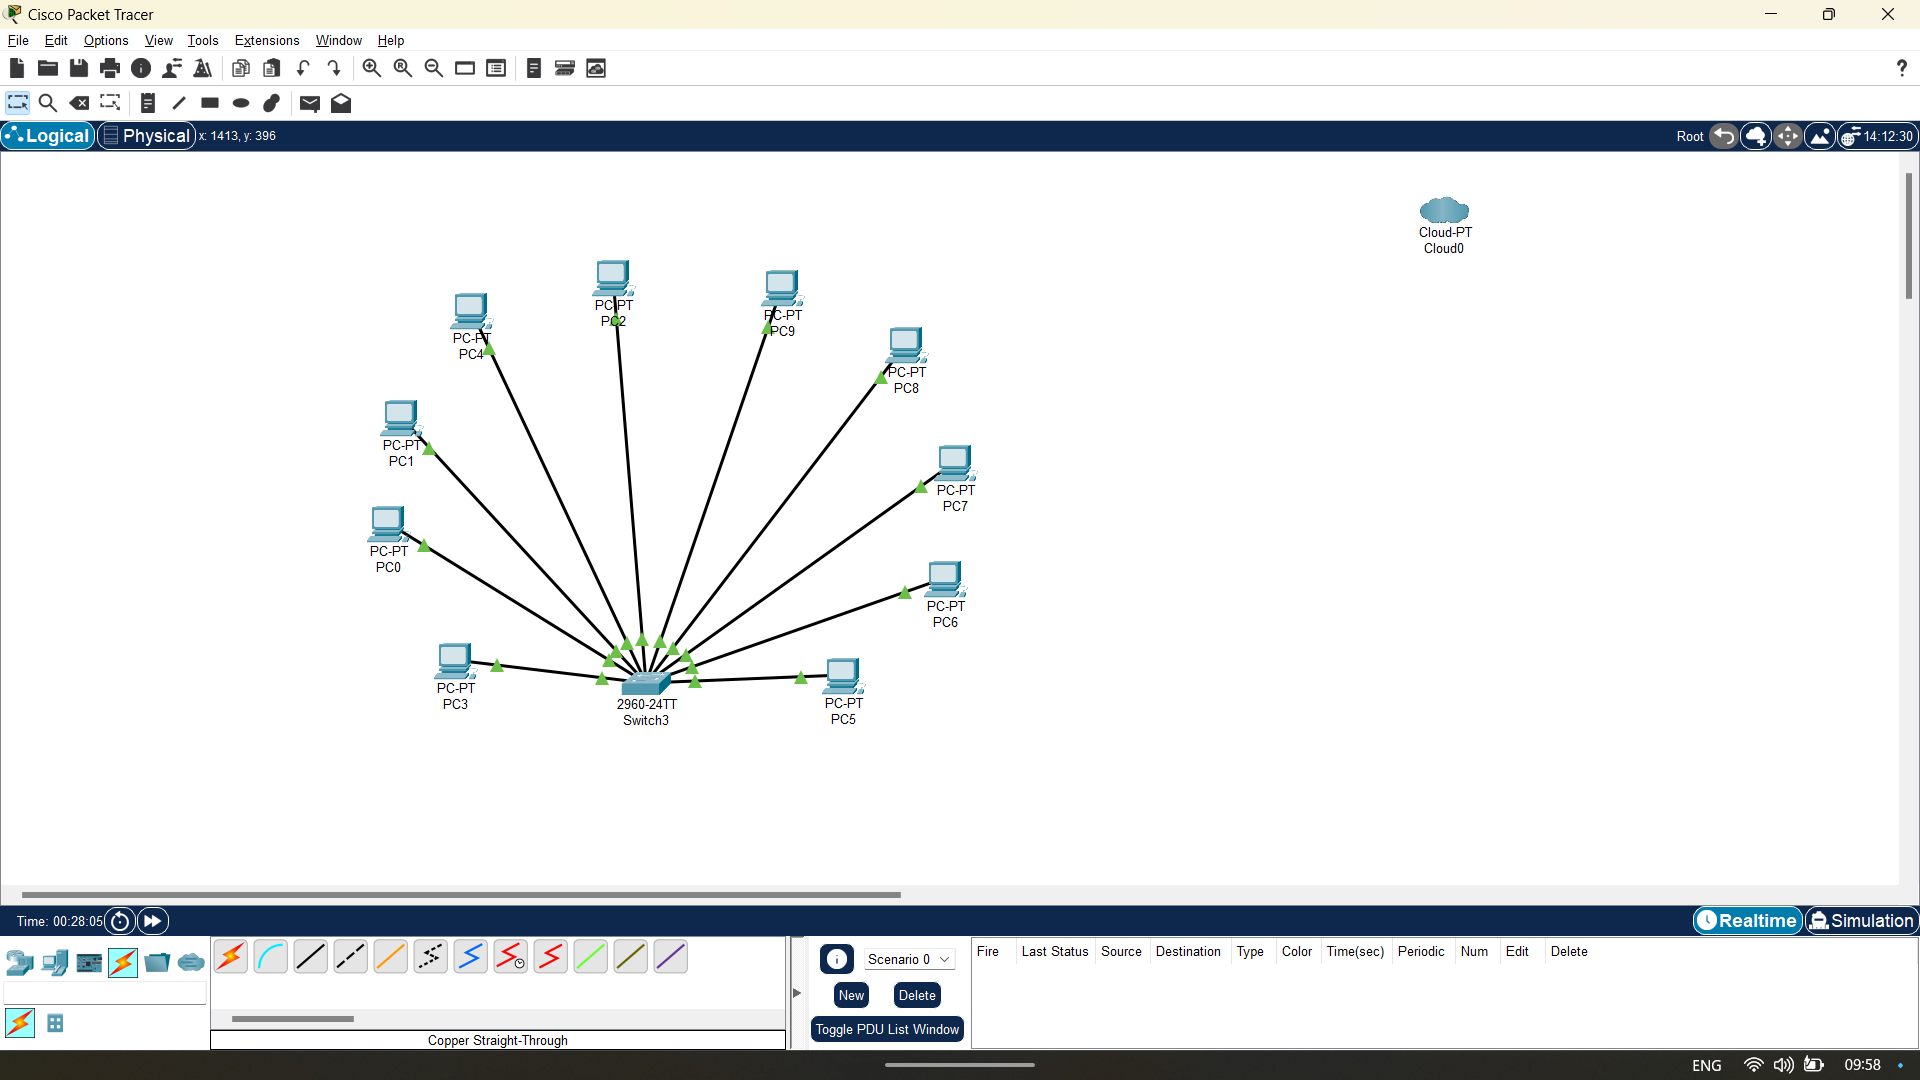 Cisco Packet Tracer
File Edit Options View Tools Extensions Window Help
?
Logical Physical x: 1413, y: 396 Root 14:12:30
Cloud-PT
Cloud0
PC-PT
PC2
PC-PT
PC9
PC-PT
PC4
PC-PT
PC8
PC-PT
PC1
PC-PT
PC7
PC-PT
PC0
PC-PT
PC6
PC-PT
PC3
2960-24TT
Switch3
PC-PT
PC5
Time: 00:28:05 Realtime Simulation
Scenario 0
New Delete
Toggle PDU List Window
Fire Last Status Source Destination Type Color Time(sec) Periodic Num Edit Delete
Copper Straight-Through
ENG 09:58